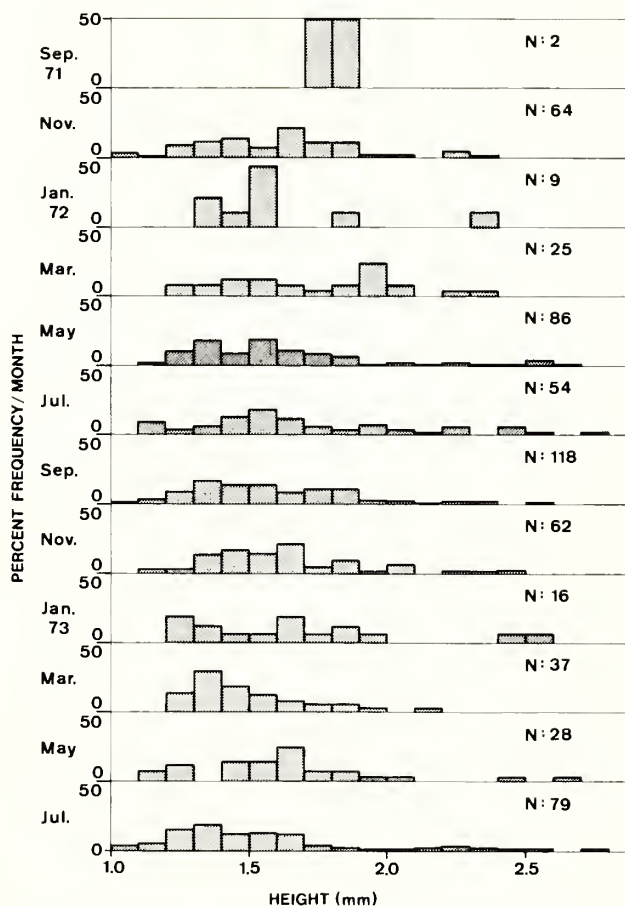 50
Sep. 71
0
N: 2
50
Nov.
0
N: 64
50
Jan. 72
0
N: 9
50
Mar.
0
N: 25
50
May
0
N: 86
50
Jul.
0
N: 54
50
Sep.
0
N: 118
50
Nov.
0
N: 62
50
Jan. 73
0
N: 16
50
Mar.
0
N: 37
50
May
0
N: 28
50
Jul.
0
N: 79
PERCENT FREQUENCY/MONTH
1.0 1.5 2.0 2.5
HEIGHT (mm)